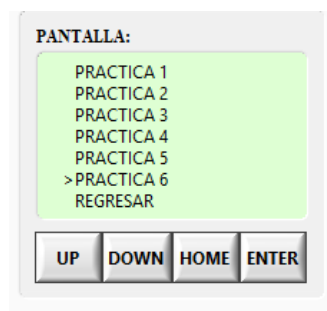 PANTALLA:
PRACTICA 1
PRACTICA 2
PRACTICA 3
PRACTICA 4
PRACTICA 5
>PRACTICA 6
REGRESAR
UP DOWN HOME ENTER